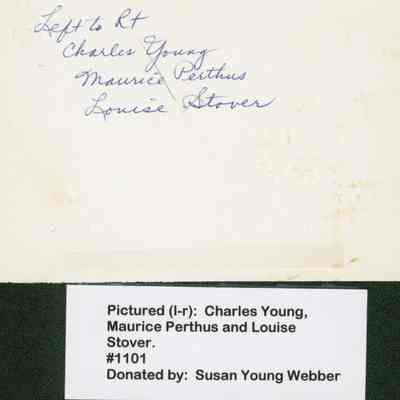 Left to Rt
Charles Young
Maurice Perthus
Louise Stover
Pictured (l-r): Charles Young,
Maurice Perthus and Louise
Stover.
#1101
Donated by: Susan Young Webber